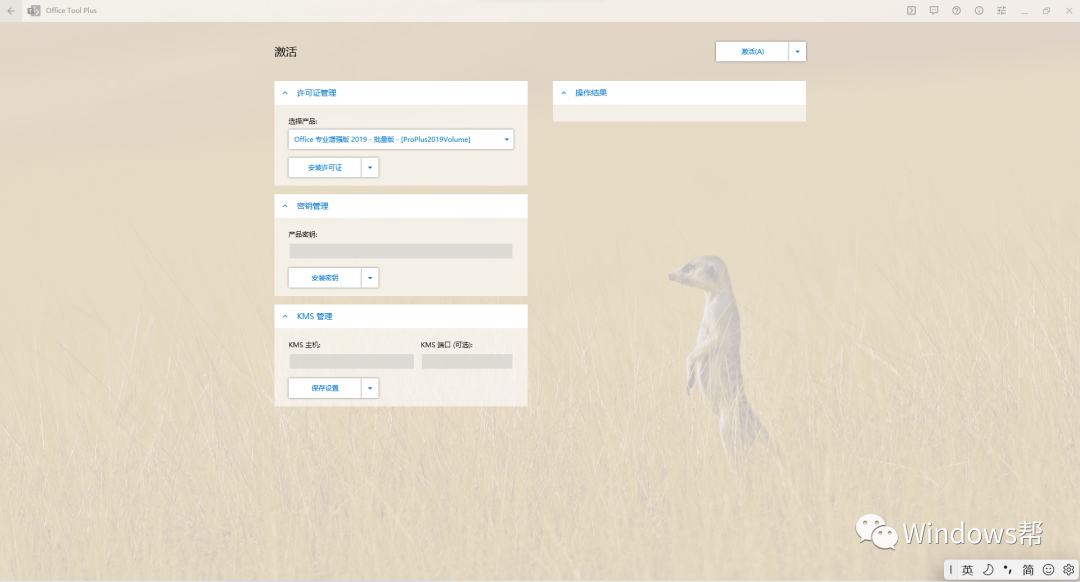 Office Tool Plus
激活
激活(A)
许可证管理
选择产品:
Office 专业增强版 2019 - 批量版 - [ProPlus2019Volume]
安装许可证
密钥管理
产品密钥:
安装密钥
KMS 管理
KMS 主机:
KMS 端口 (可选):
保存设置
操作结果
Windows帮
英
简